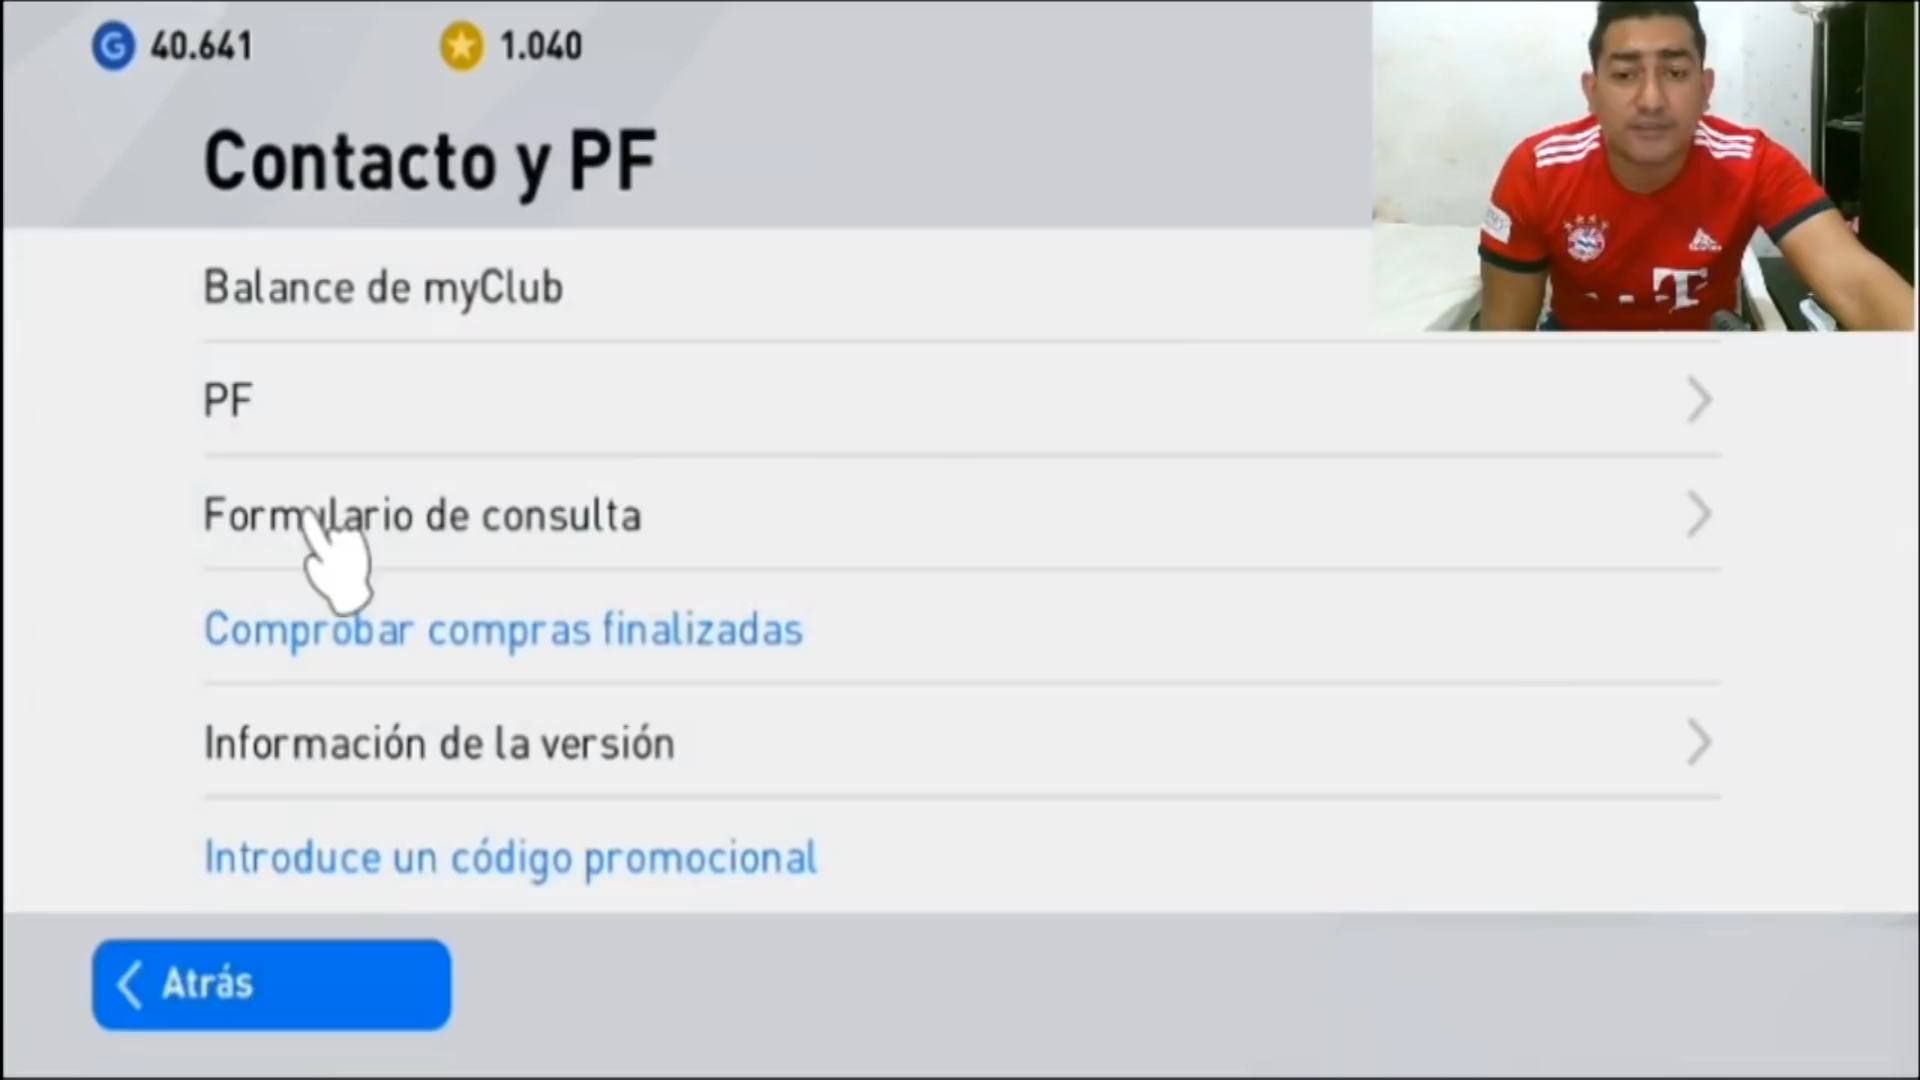 40.641
1.040
Contacto y PF
Balance de myClub
PF
Formulario de consulta
Comprobar compras finalizadas
Información de la versión
Introduce un código promocional
Atrás